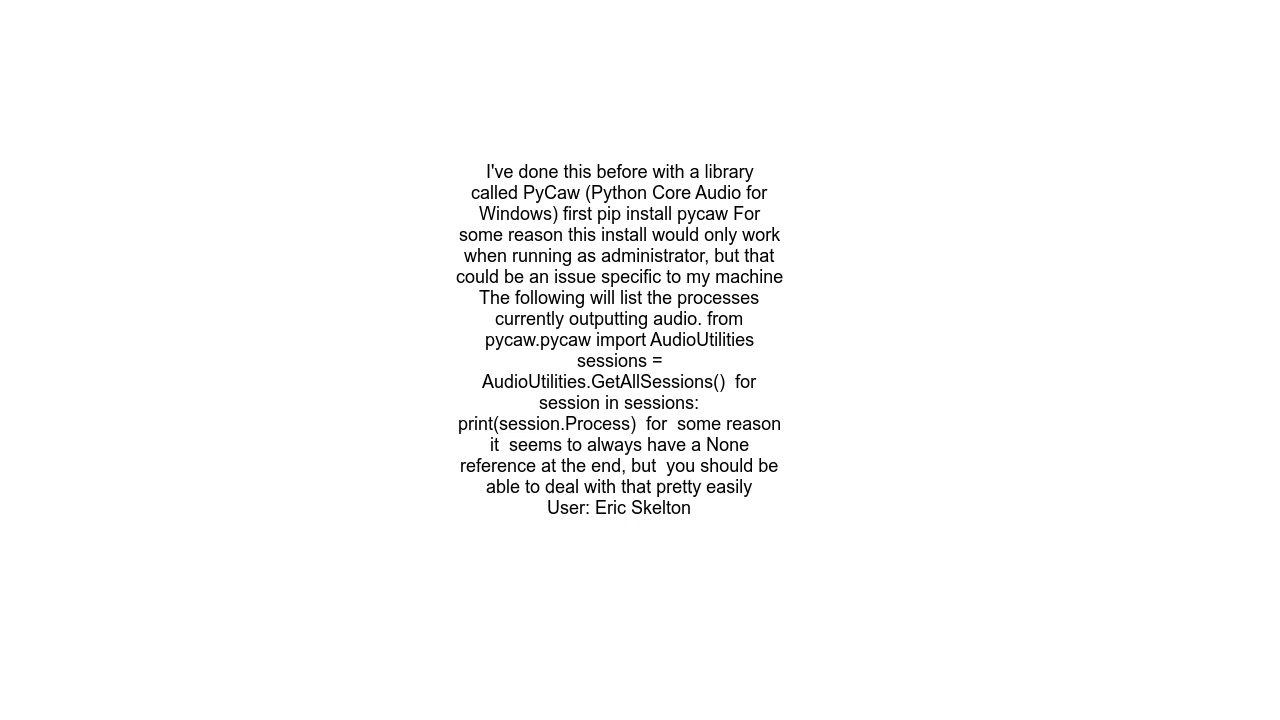 I've done this before with a library
called PyCaw (Python Core Audio for
Windows) first pip install pycaw For
some reason this install would only work
when running as administrator, but that
could be an issue specific to my machine
The following will list the processes
currently outputting audio. from
pycaw.pycaw import AudioUtilities
sessions =
AudioUtilities.GetAllSessions()  for
session in sessions:
print(session.Process)  for  some reason
it  seems to always have a None
reference at the end, but  you should be
able to deal with that pretty easily
User: Eric Skelton